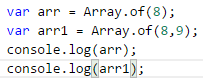 var arr = Array.of(8);
var arr1 = Array.of(8,9);
console.log(arr);
console.log(arr1);